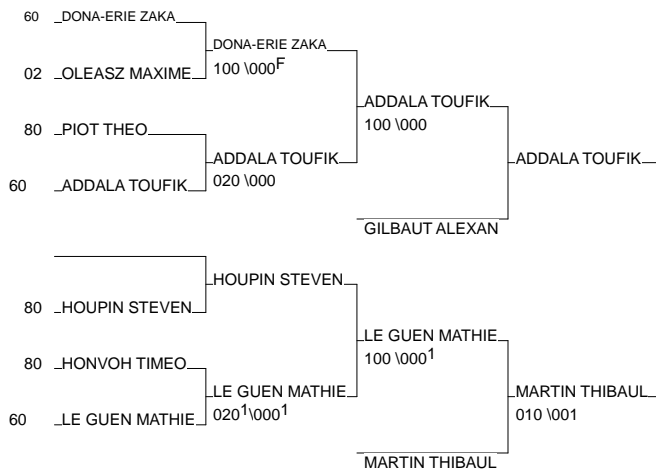 60 DONA-ERIE ZAKA
DONA-ERIE ZAKA
100 \000F
02 OLEASZ MAXIME
ADDALA TOUFIK
100 \000
80 PIOT THEO
ADDALA TOUFIK
020 \000
ADDALA TOUFIK
60 ADDALA TOUFIK
GILBAUT ALEXAN
HOUPIN STEVEN
80 HOUPIN STEVEN
LE GUEN MATHIE
100 \000¹
80 HONVOH TIMEO
LE GUEN MATHIE
020¹\000¹
MARTIN THIBAUL
010 \001
60 LE GUEN MATHIE
MARTIN THIBAUL